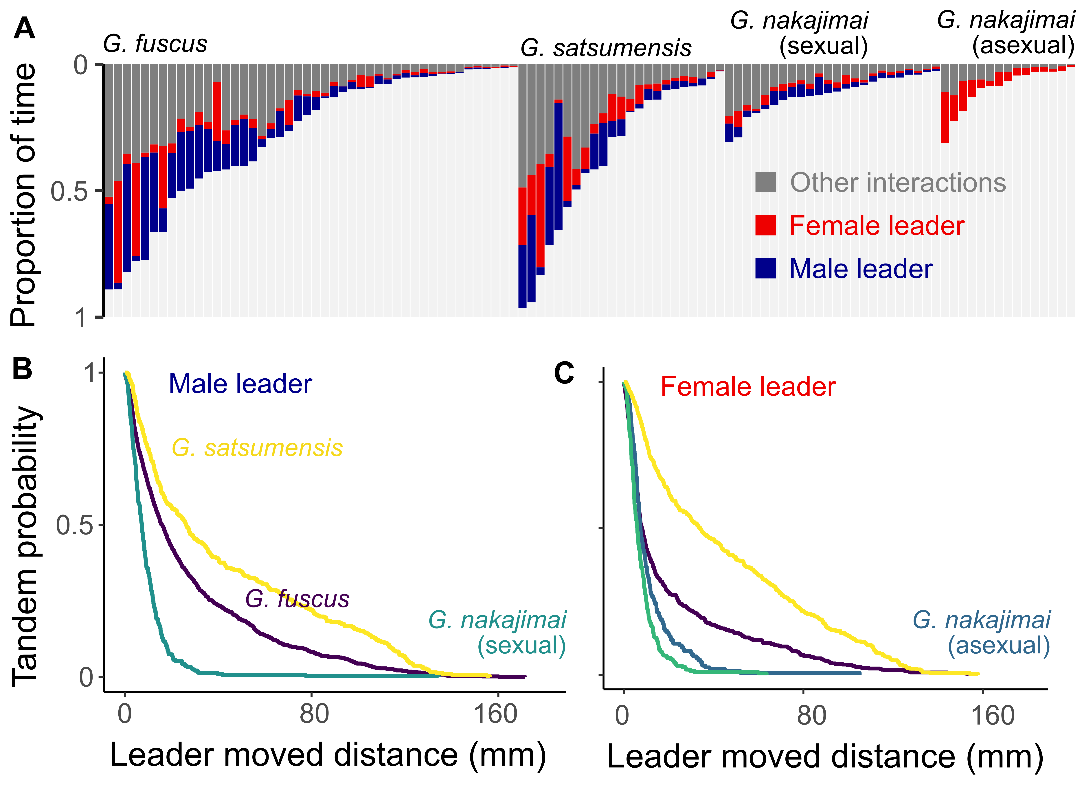 A
G. fuscus
G. satsumensis
G. nakajimai
(sexual)
G. nakajimai
(asexual)
Proportion of time
0
0.5
1
Other interactions
Female leader
Male leader
B
Male leader
G. satsumensis
G. fuscus
G. nakajimai
(sexual)
Tandem probability
1
0.5
0
0
80
160
Leader moved distance (mm)
C
Female leader
G. nakajimai
(asexual)
0
80
160
Leader moved distance (mm)